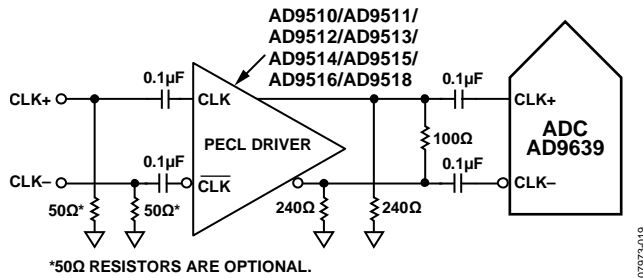 AD9510/AD9511/
AD9512/AD9513/
AD9514/AD9515/
AD9516/AD9518
0.1µF
0.1µF
CLK+
CLK
CLK+
ADC
AD9639
PECL DRIVER
100Ω
0.1µF
0.1µF
CLK–
CLK
CLK–
50Ω*
50Ω*
240Ω
240Ω
*50Ω RESISTORS ARE OPTIONAL.
07973-019